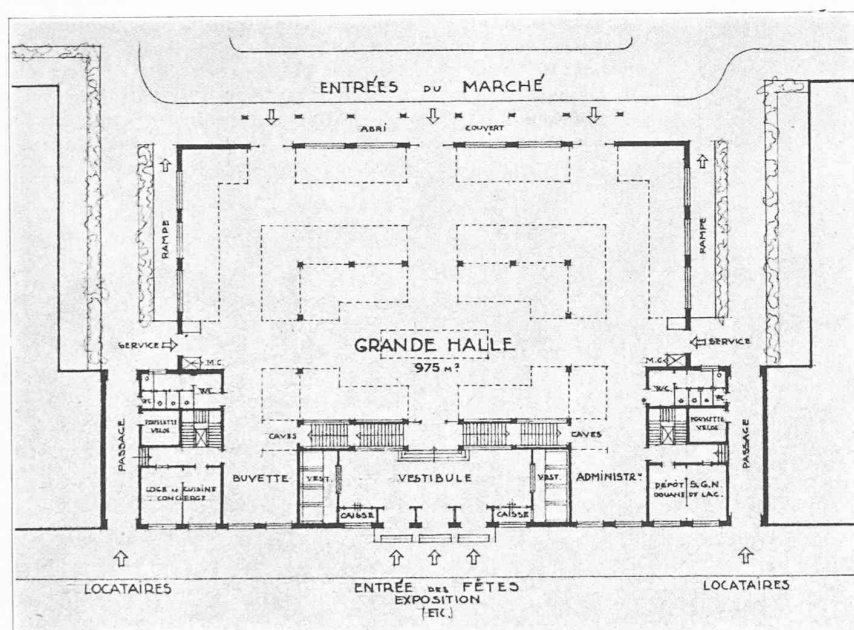 ENTRÉES DU MARCHÉ
ABRI COUVERT
RAMPE RAMPE
SERVICE SERVICE
GRANDE HALLE
975 M²
M.C. M.C.
W.C. W.C.
POUSSETTE
VELOS
POUSSETTE
VELOS
PASSAGE PASSAGE
CAVES CAVES
BUVETTE VEST. VESTIBULE VEST. ADMINISTR.
LOGE CUISINE
CONCIERGE
DÉPÔT S.G.N.
DOUANE DU LAC.
CAISSE CAISSE
LOCATAIRES LOCATAIRES
ENTRÉE DES FÊTES
EXPOSITION
(ETC.)